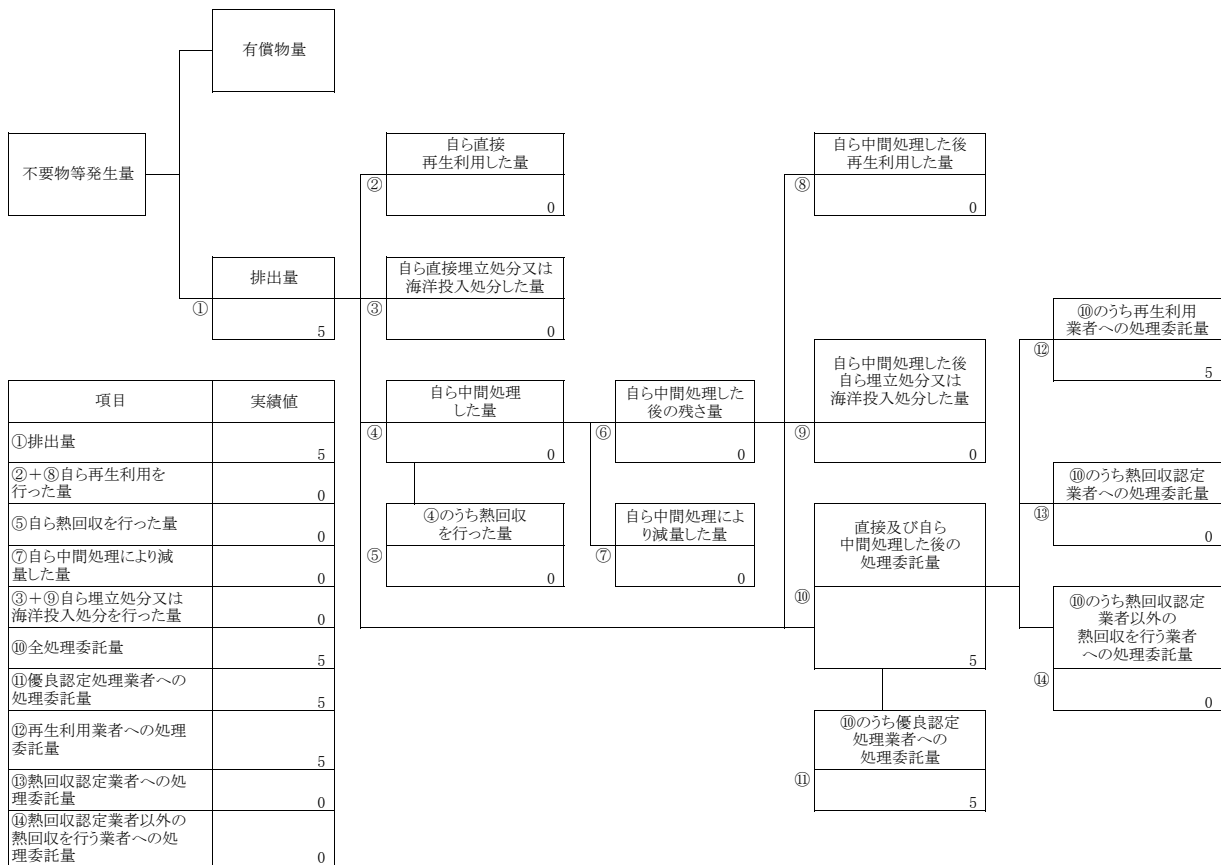 有償物量
不要物等発生量
自ら直接
再生利用した量
②
0
自ら中間処理した後
再生利用した量
⑧
0
排出量
①
5
自ら直接埋立処分又は
海洋投入処分した量
③
0
⑩のうち再生利用
業者への処理委託量
⑫
5
自ら中間処理
した量
④
0
自ら中間処理した
後の残さ量
⑥
0
自ら中間処理した後
自ら埋立処分又は
海洋投入処分した量
⑨
0
⑩のうち熱回収認定
業者への処理委託量
⑬
0
④のうち熱回収
を行った量
⑤
0
自ら中間処理によ
り減量した量
⑦
0
直接及び自ら
中間処理した後の
処理委託量
⑩
5
⑩のうち熱回収認定
業者以外の
熱回収を行う業者
への処理委託量
⑭
0
⑩のうち優良認定
処理業者への
処理委託量
⑪
5
項目 実績値
①排出量 5
②+⑧自ら再生利用を
行った量 0
⑤自ら熱回収を行った量 0
⑦自ら中間処理により減
量した量 0
③+⑨自ら埋立処分又は
海洋投入処分を行った量 0
⑩全処理委託量 5
⑪優良認定処理業者への
処理委託量 5
⑫再生利用業者への処理
委託量 5
⑬熱回収認定業者への処
理委託量 0
⑭熱回収認定業者以外の
熱回収を行う業者への処
理委託量 0